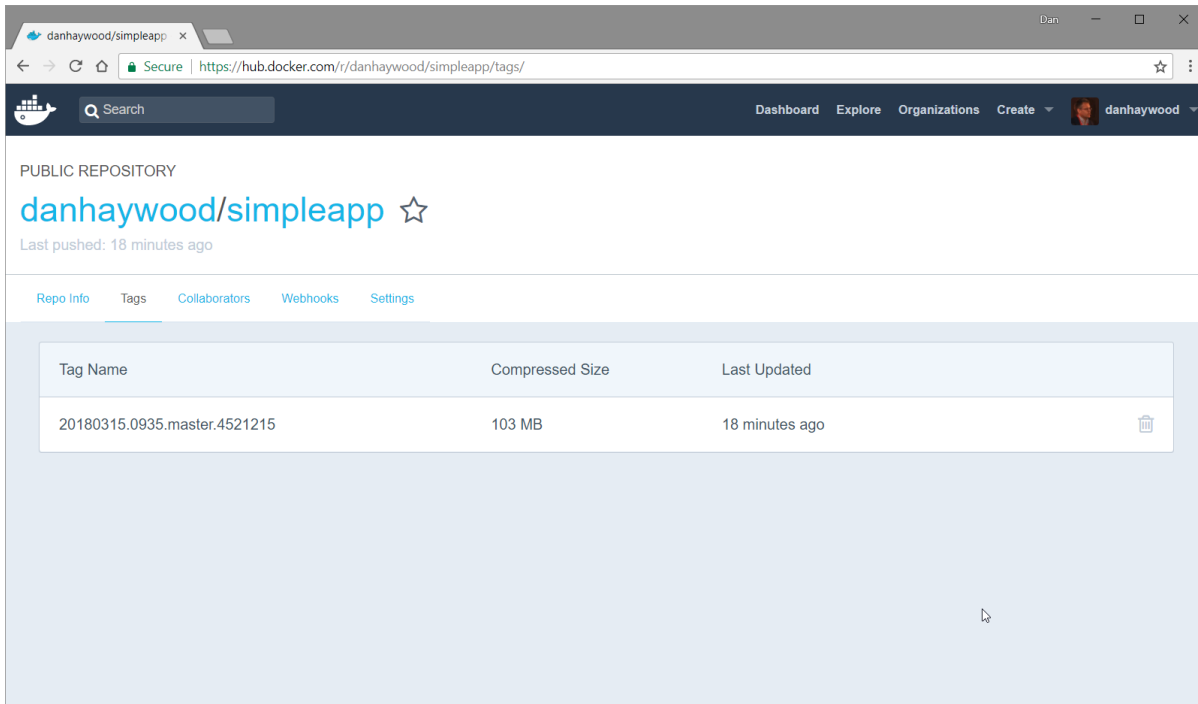 Dan
danhaywood/simpleapp
Secure https://hub.docker.com/r/danhaywood/simpleapp/tags/
Search Dashboard Explore Organizations Create danhaywood
PUBLIC REPOSITORY
danhaywood/simpleapp
Last pushed: 18 minutes ago
Repo Info Tags Collaborators Webhooks Settings
Tag Name Compressed Size Last Updated
20180315.0935.master.4521215 103 MB 18 minutes ago